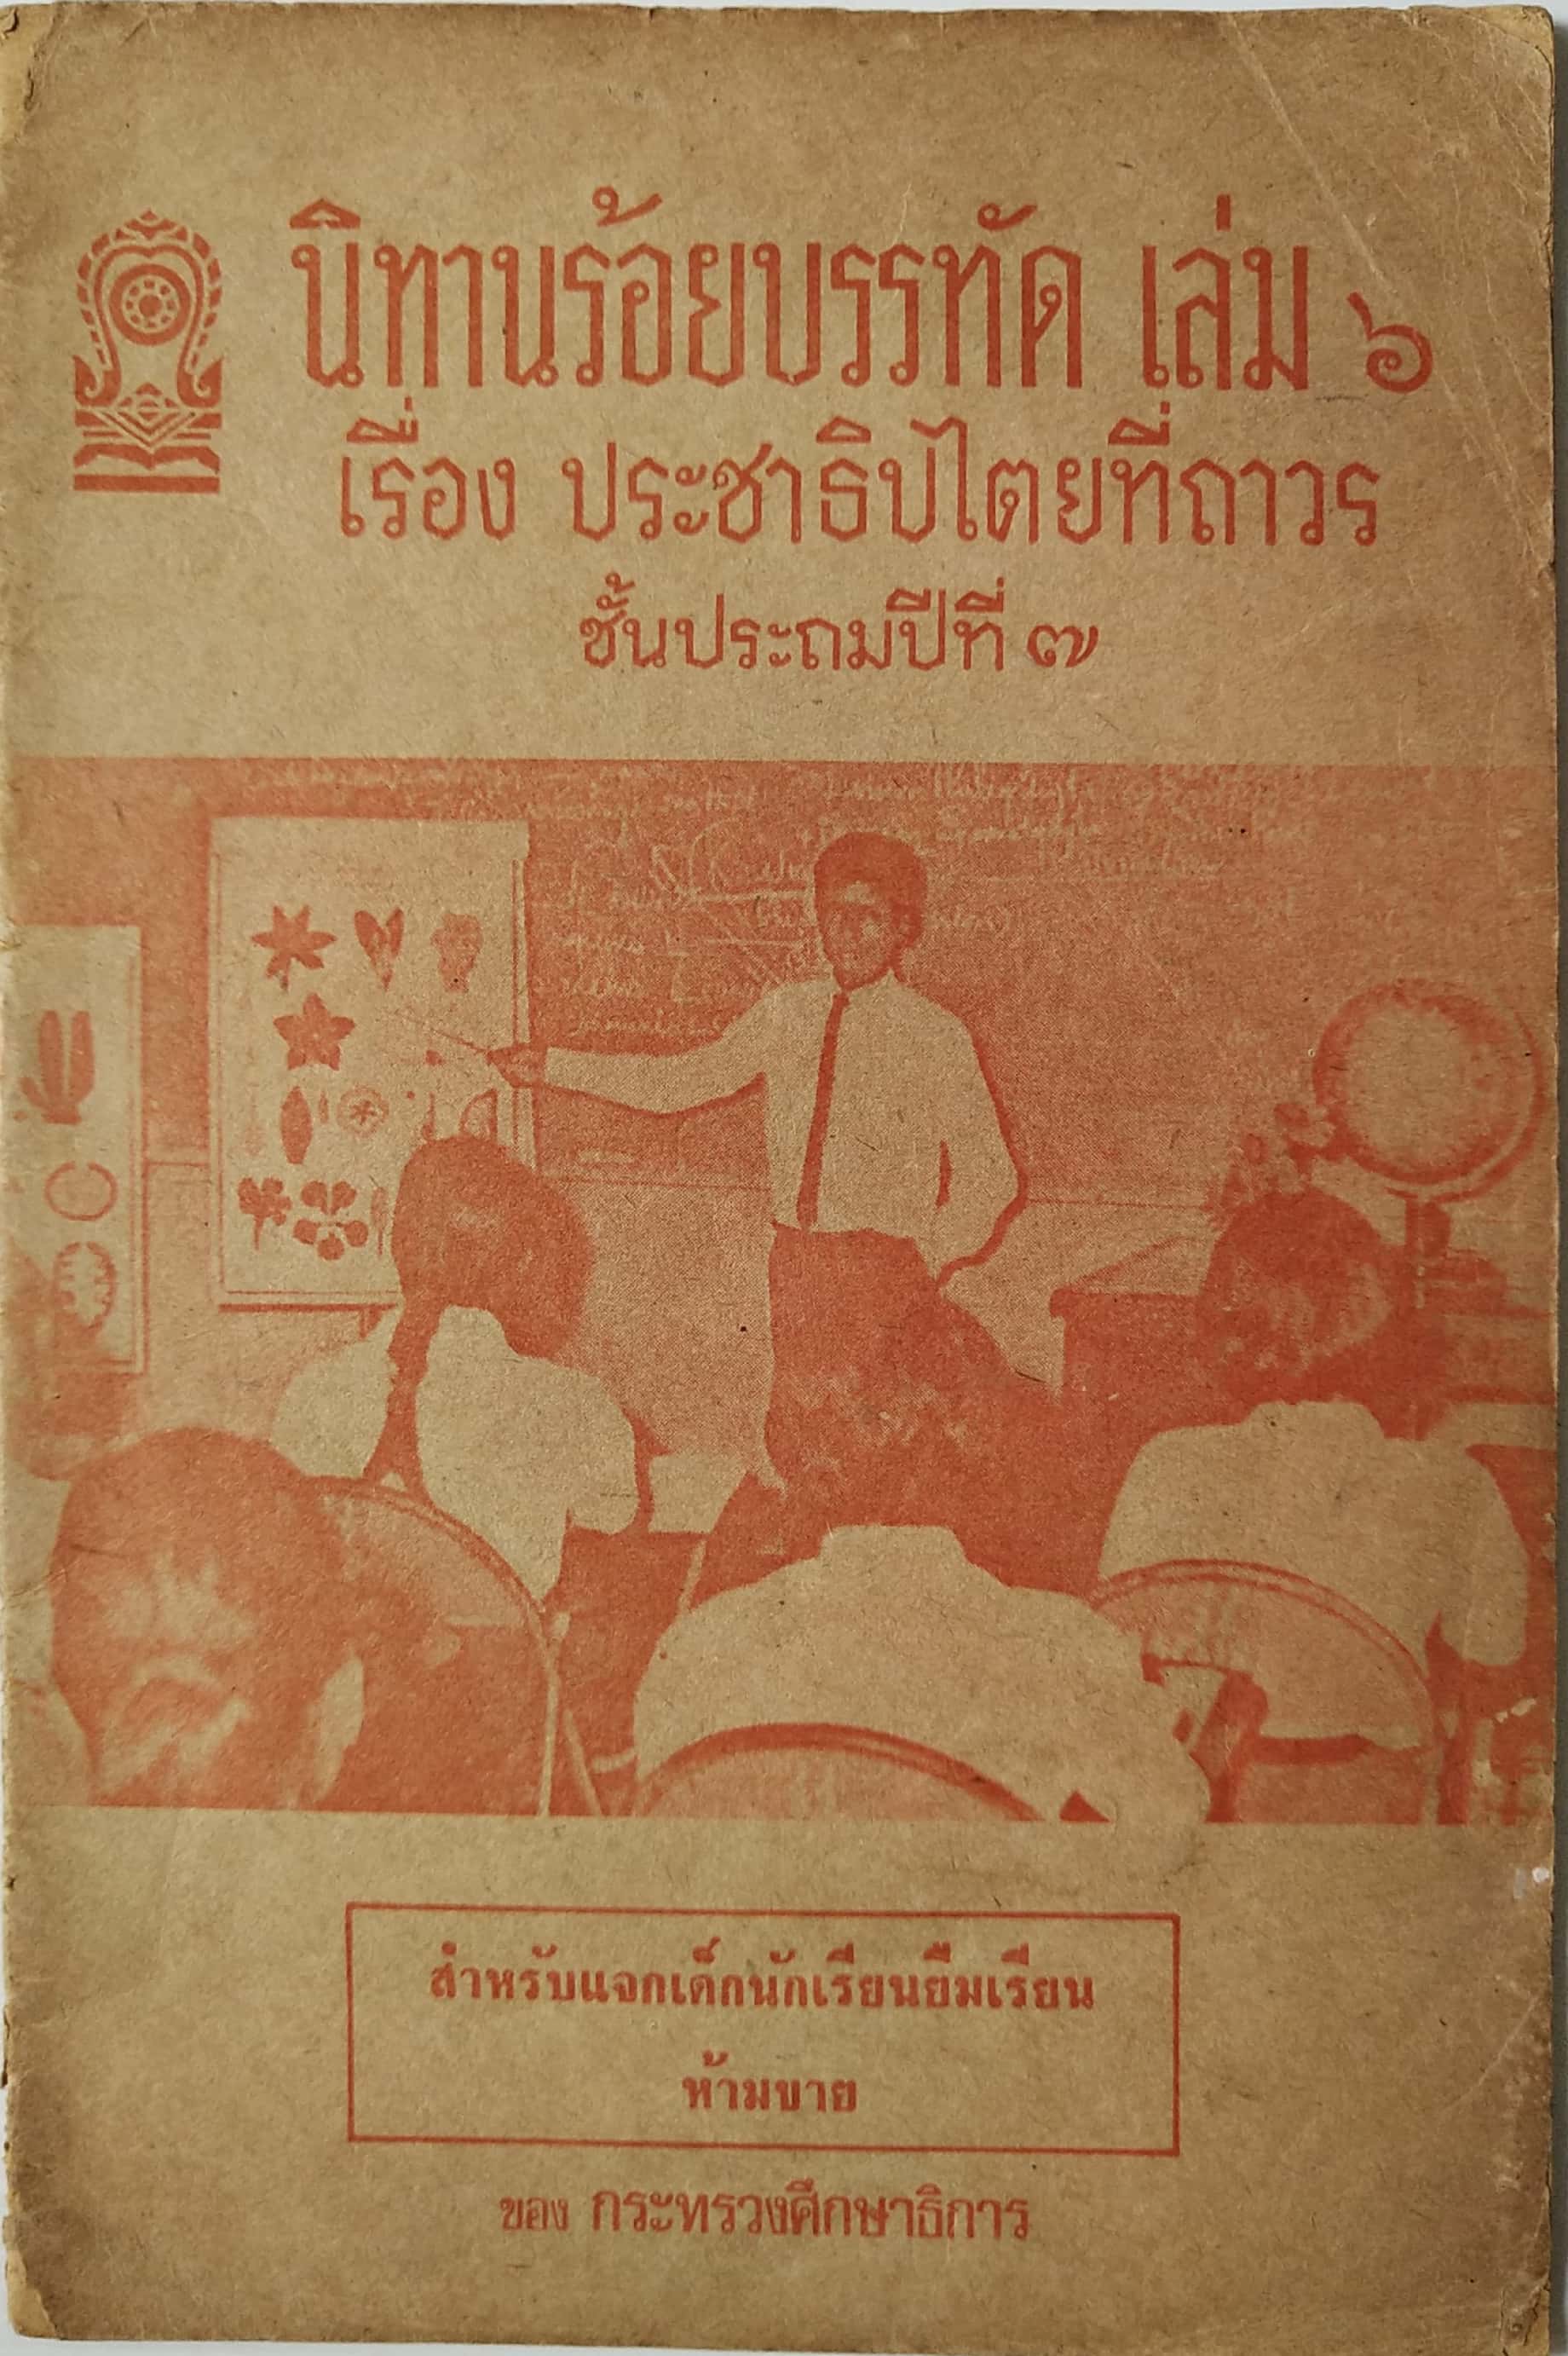 นิทานร้อยบรรทัด เล่ม ๖
เรื่อง ประชาธิปไตยที่ถาวร
ชั้นประถมปีที่ ๗
สำหรับแจกเด็กนักเรียนยืมเรียน
ห้ามขาย
ของ กระทรวงศึกษาธิการ